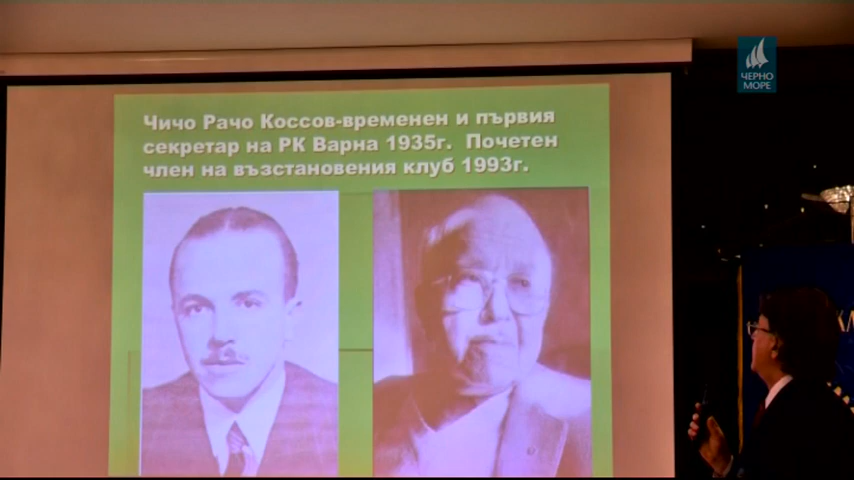 ЧЕРНО
МОРЕ
Чичо Рачо Коссов-временен и първия
секретар на РК Варна 1935г. Почетен
член на възстановения клуб 1993г.